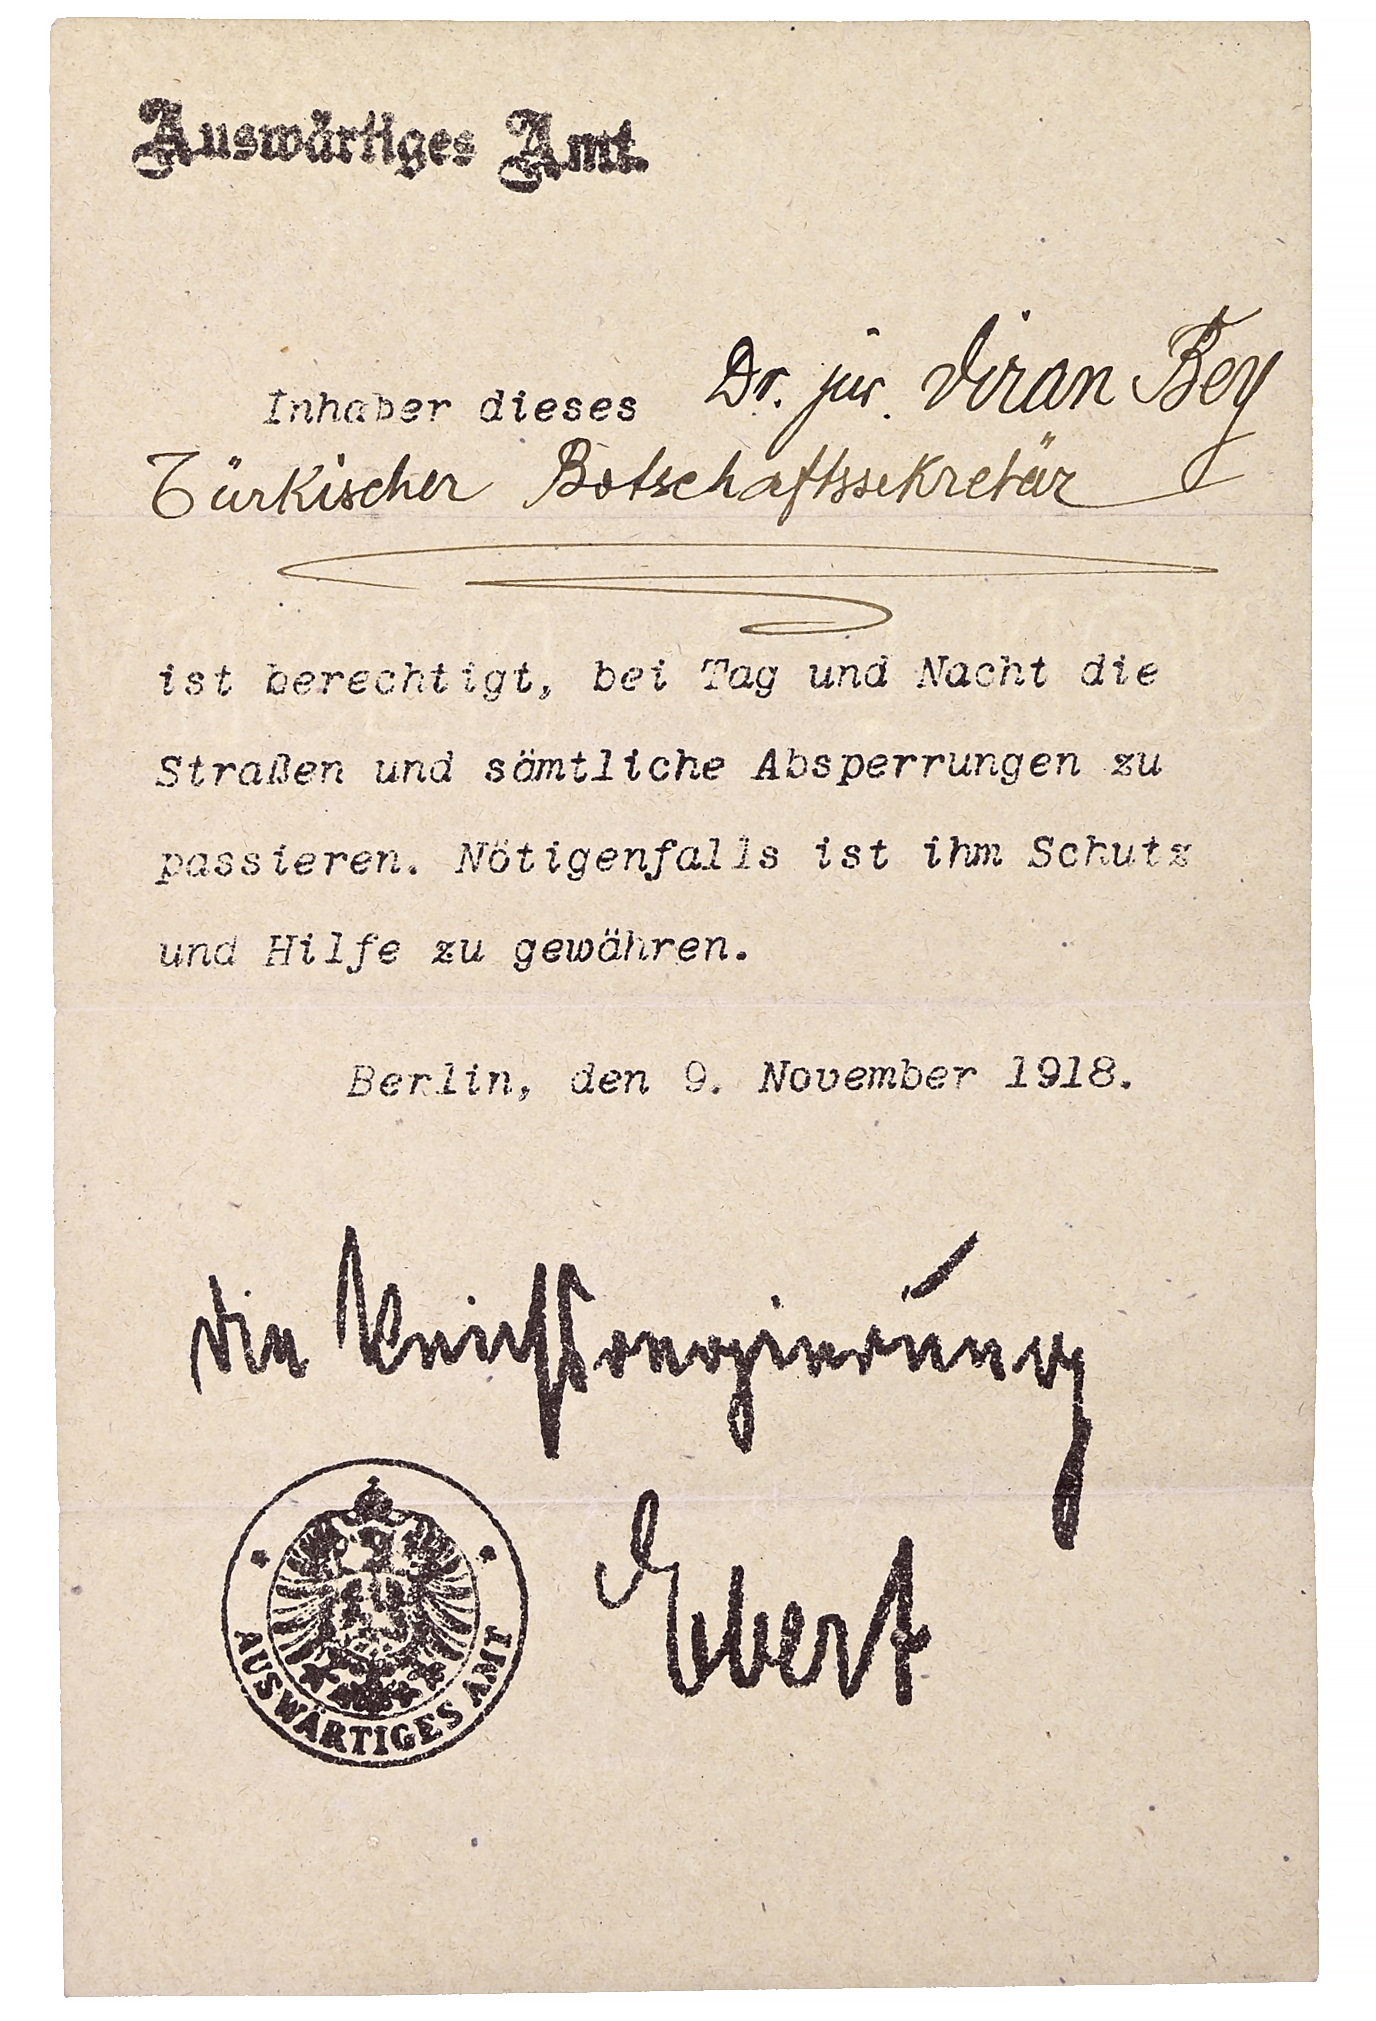 Auswärtiges Amt.
Inhaber dieses Dr. jur. Diran Bey
Türkischer Botschaftssekretär
ist berechtigt, bei Tag und Nacht die
Straßen und sämtliche Absperrungen zu
passieren. Nötigenfalls ist ihm Schutz
und Hilfe zu gewähren.
Berlin, den 9. November 1918.
Die Reichsregierung
Ebert
AUSWÄRTIGES AMT